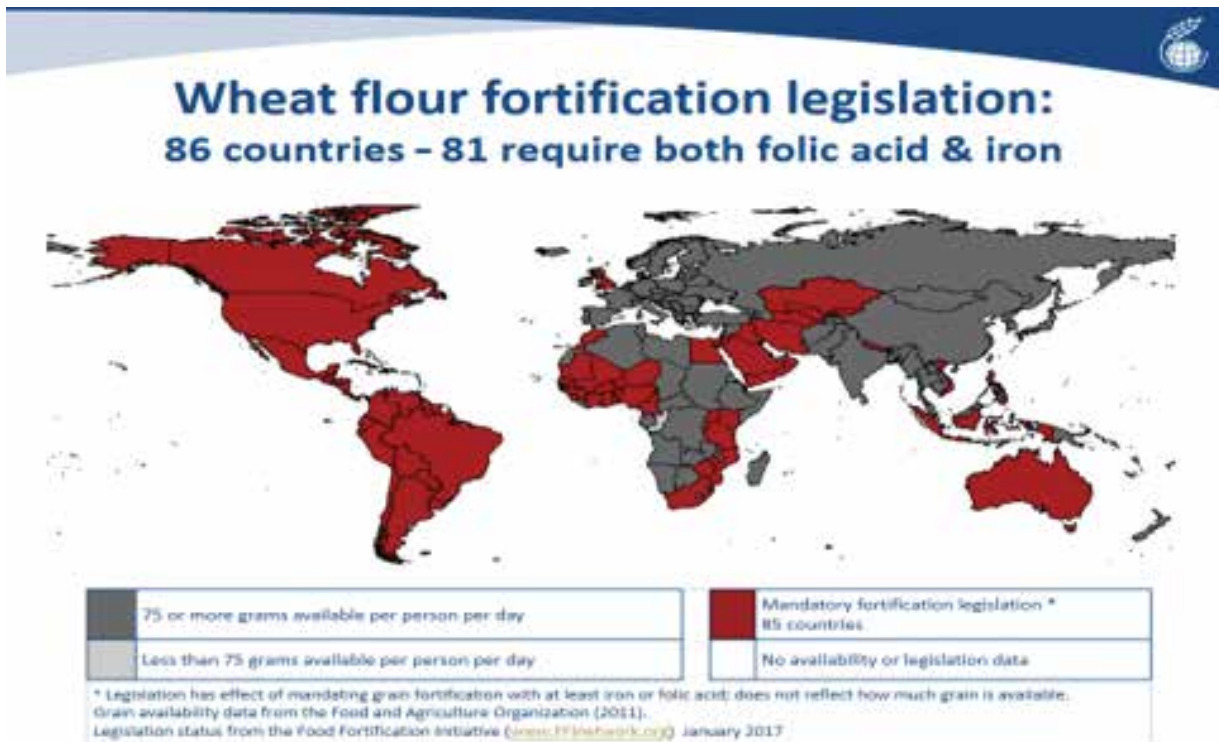 Wheat flour fortification legislation:
86 countries – 81 require both folic acid & iron
75 or more grams available per person per day
Less than 75 grams available per person per day
Mandatory fortification legislation *
85 countries
No availability or legislation data
* Legislation has effect of mandating grain fortification with at least iron or folic acid; does not reflect how much grain is available.
Grain availability data from the Food and Agriculture Organization (2011).
Legislation status from the Food Fortification Initiative (www.FFInetwork.org) January 2017